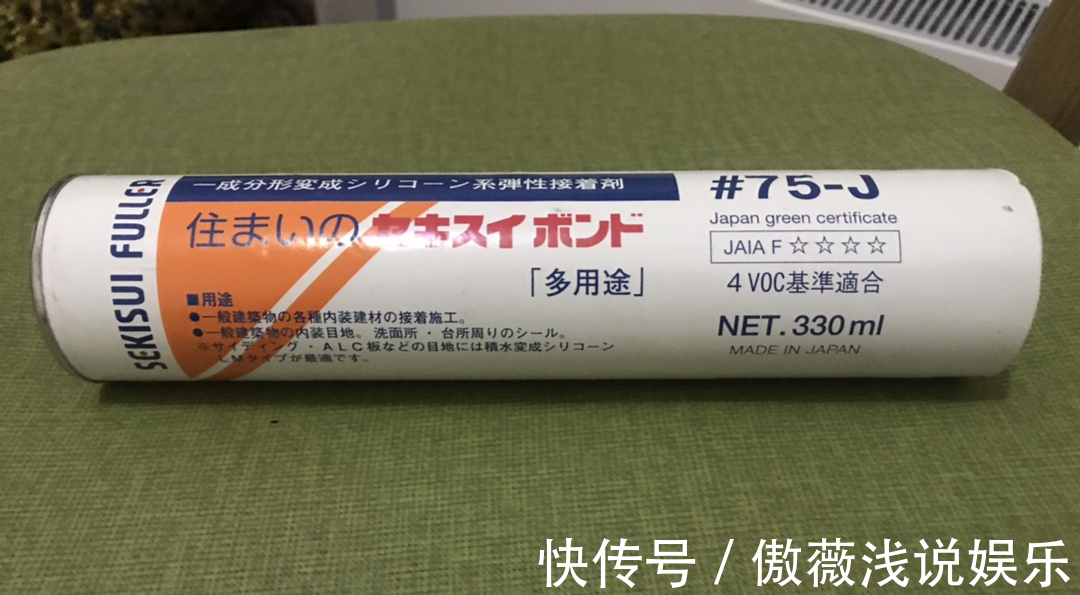 SEKISUI FULLER
一成分形変成シリコーン系弾性接着剤
住まいの セキスイ ボンド
「多用途」
■用途
●一般建築物の各種内装建材の接着施工。
●一般建築物の内装目地。洗面所・台所周りのシール。
※サイディング・ALC板などの目地には積水変成シリコーン
LMタイプが最適です。
#75-J
Japan green certificate
JAIA F☆☆☆☆
4 VOC基準適合
NET. 330ml
MADE IN JAPAN
快传号 / 傲薇浅说娱乐